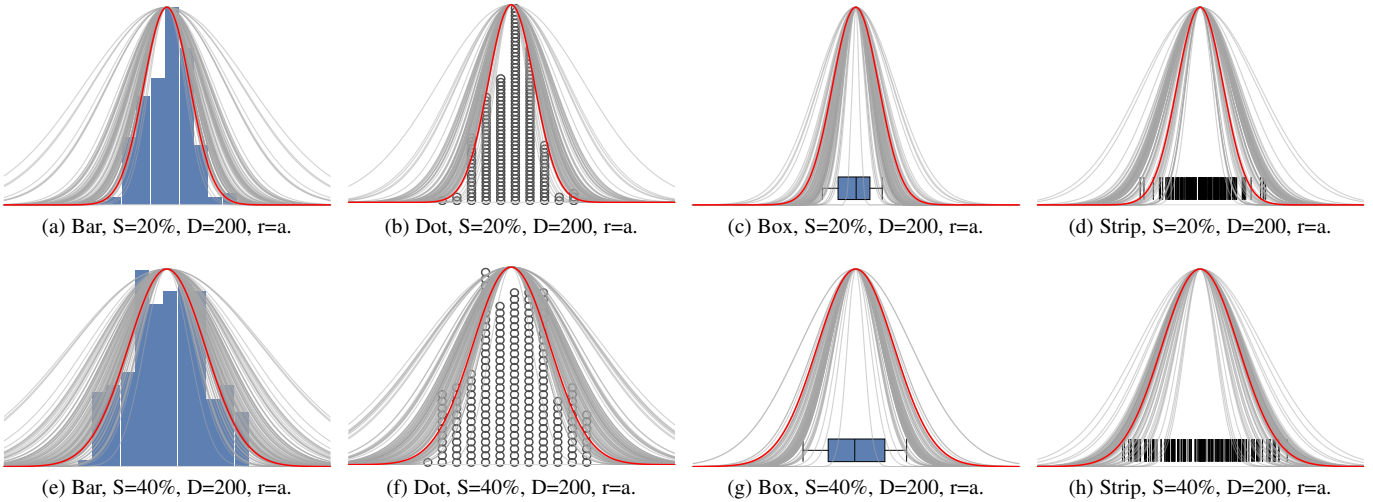 (a) Bar, S=20%, D=200, r=a.
(b) Dot, S=20%, D=200, r=a.
(c) Box, S=20%, D=200, r=a.
(d) Strip, S=20%, D=200, r=a.
(e) Bar, S=40%, D=200, r=a.
(f) Dot, S=40%, D=200, r=a.
(g) Box, S=40%, D=200, r=a.
(h) Strip, S=40%, D=200, r=a.